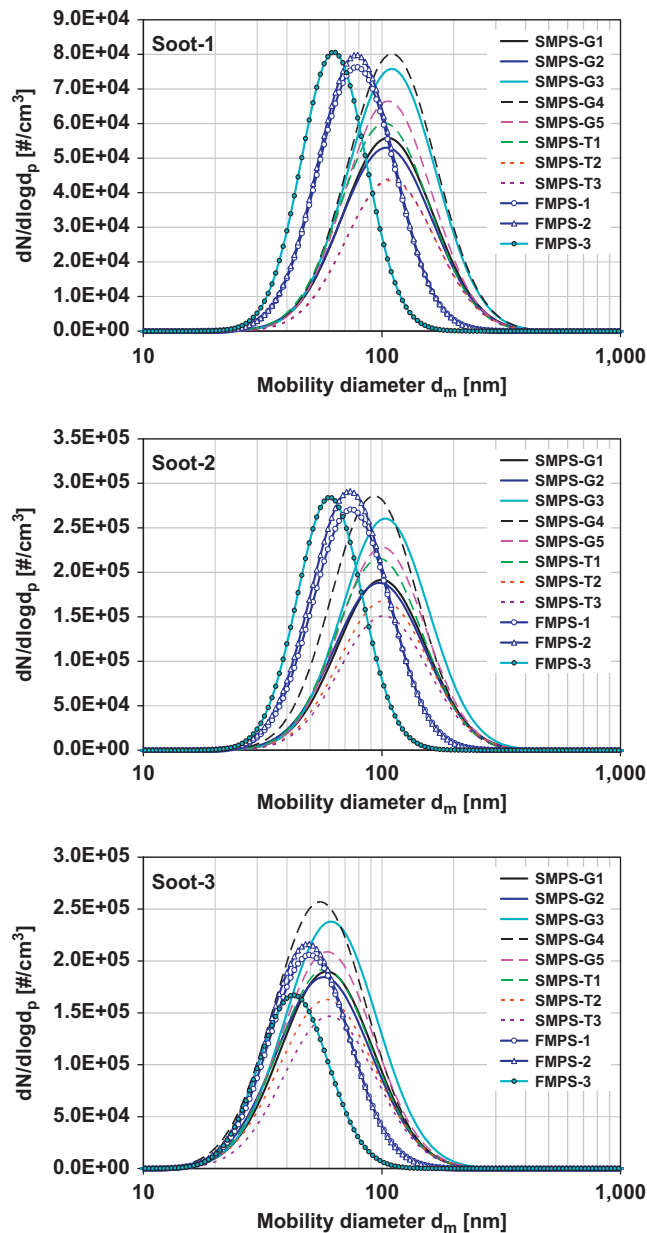 Soot-1
dN/dlogdp [#/cm3]
9.0E+04
8.0E+04
7.0E+04
6.0E+04
5.0E+04
4.0E+04
3.0E+04
2.0E+04
1.0E+04
0.0E+00
SMPS-G1
SMPS-G2
SMPS-G3
SMPS-G4
SMPS-G5
SMPS-T1
SMPS-T2
SMPS-T3
FMPS-1
FMPS-2
FMPS-3
10 100 1,000
Mobility diameter dm [nm]
Soot-2
dN/dlogdp [#/cm3]
3.5E+05
3.0E+05
2.5E+05
2.0E+05
1.5E+05
1.0E+05
5.0E+04
0.0E+00
SMPS-G1
SMPS-G2
SMPS-G3
SMPS-G4
SMPS-G5
SMPS-T1
SMPS-T2
SMPS-T3
FMPS-1
FMPS-2
FMPS-3
10 100 1,000
Mobility diameter dm [nm]
Soot-3
dN/dlogdp [#/cm3]
3.0E+05
2.5E+05
2.0E+05
1.5E+05
1.0E+05
5.0E+04
0.0E+00
SMPS-G1
SMPS-G2
SMPS-G3
SMPS-G4
SMPS-G5
SMPS-T1
SMPS-T2
SMPS-T3
FMPS-1
FMPS-2
FMPS-3
10 100 1,000
Mobility diameter dm [nm]